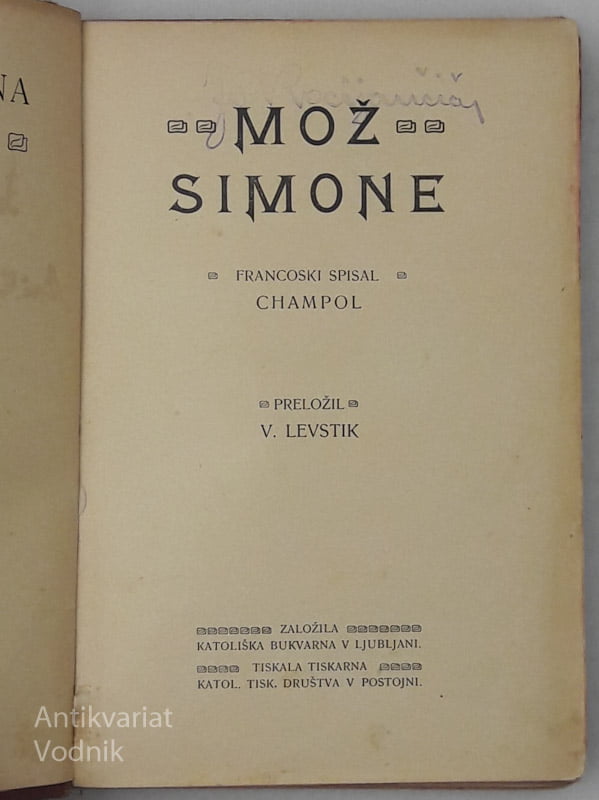 NA
MOŽ
SIMONE
FRANCOSKI SPISAL
CHAMPOL
PRELOŽIL
V. LEVSTIK
ZALOŽILA
KATOLIŠKA BUKVARNA V LJUBLJANI.
TISKALA TISKARNA
KATOL. TISK. DRUŠTVA V POSTOJNI.
Antikvariat
Vodnik